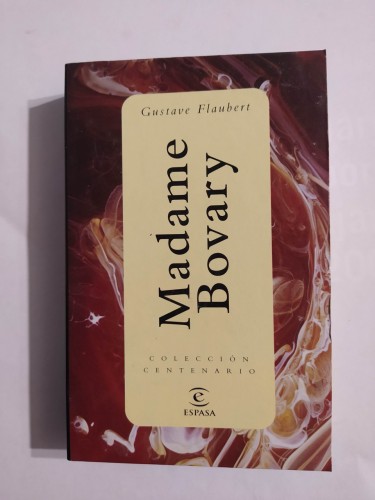 Gustave Flaubert
Madame
Bovary
COLECCIÓN
CENTENARIO
e
ESPASA